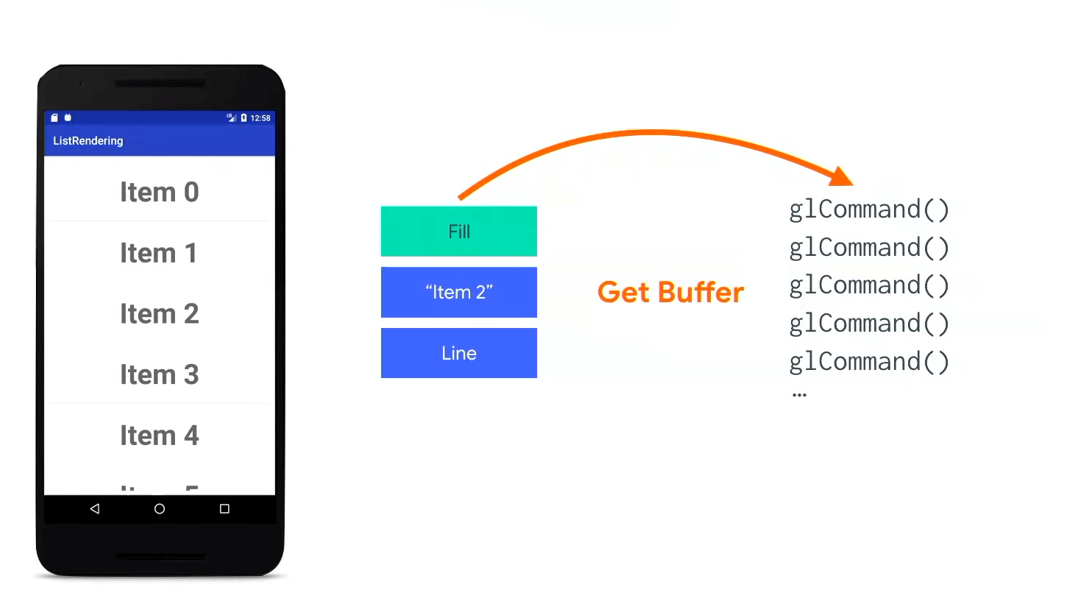 12:58
ListRendering
Item 0
Item 1
Item 2
Item 3
Item 4
Fill
“Item 2”
Line
Get Buffer
glCommand()
glCommand()
glCommand()
glCommand()
glCommand()
…